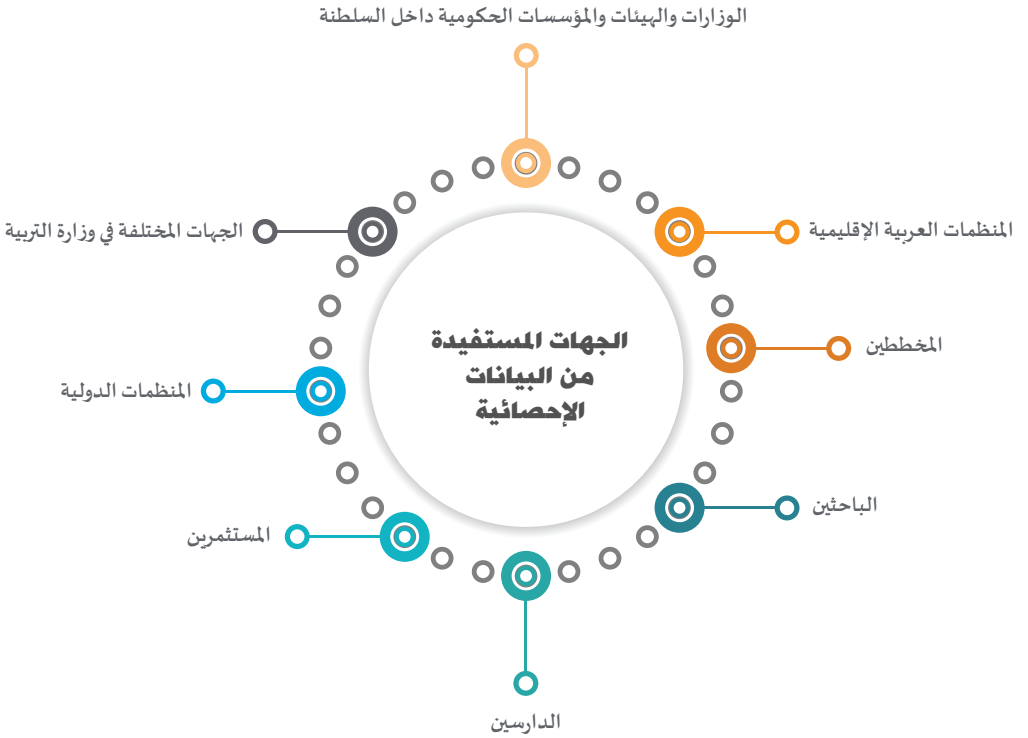 الوزارات والهيئات والمؤسسات الحكومية داخل السلطنة
المنظمات العربية الإقليمية
الجهات المختلفة في وزارة التربية
الجهات المستفيدة
من البيانات
الإحصائية
المخططين
المنظمات الدولية
الباحثين
المستثمرين
الدارسين